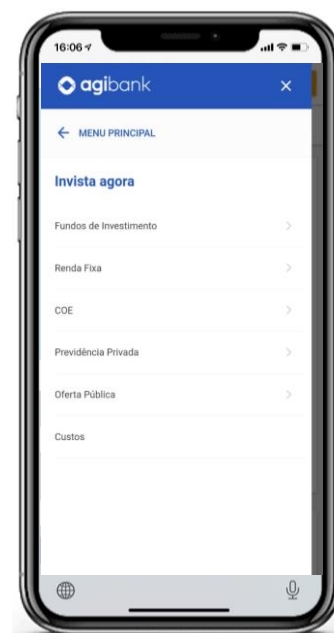 16:06
agibank
MENU PRINCIPAL
Invista agora
Fundos de Investimento
Renda Fixa
COE
Previdência Privada
Oferta Pública
Custos